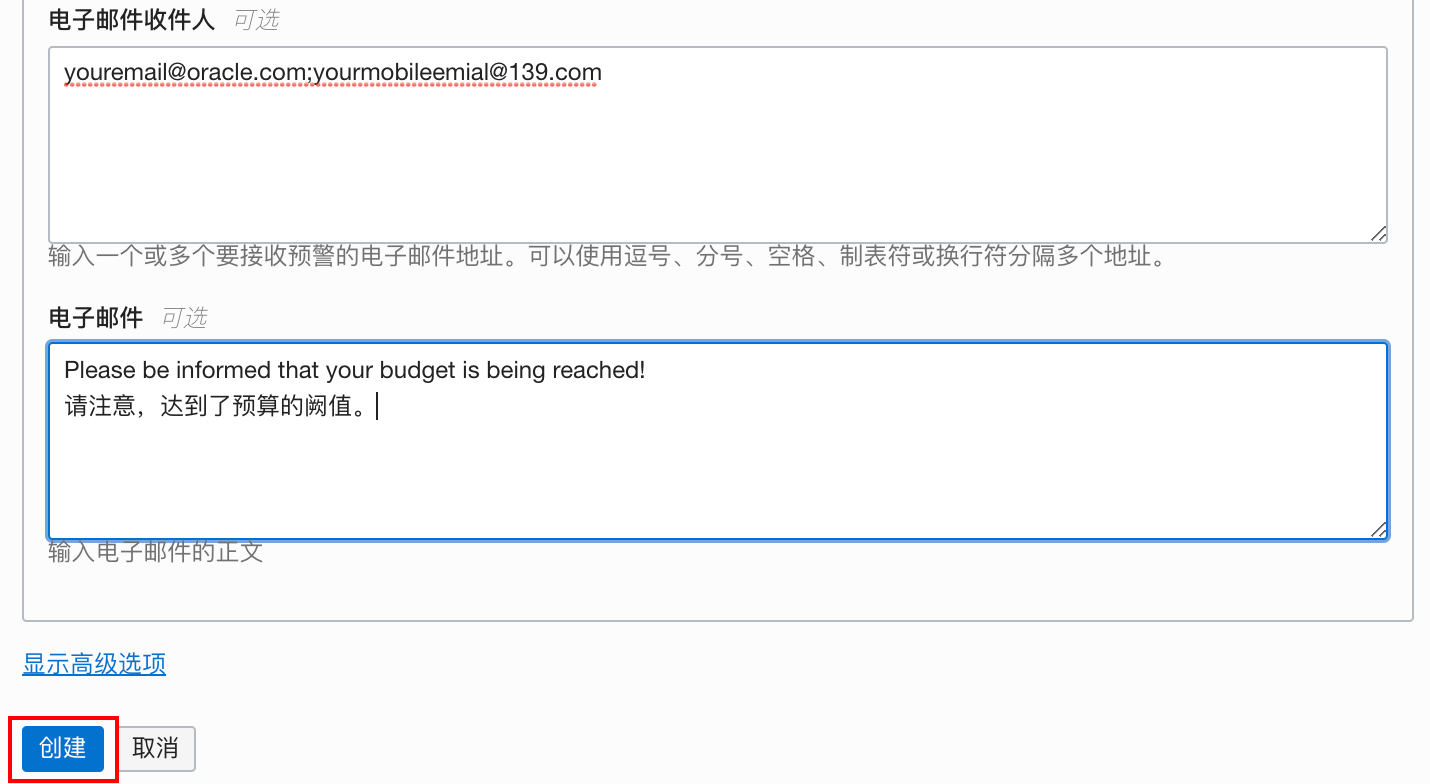 电子邮件收件人 可选
youremail@oracle.com;yourmobileemial@139.com
输入一个或多个要接收预警的电子邮件地址。可以使用逗号、分号、空格、制表符或换行符分隔多个地址。
电子邮件 可选
Please be informed that your budget is being reached!
请注意，达到了预算的阙值。
输入电子邮件的正文
显示高级选项
创建 取消